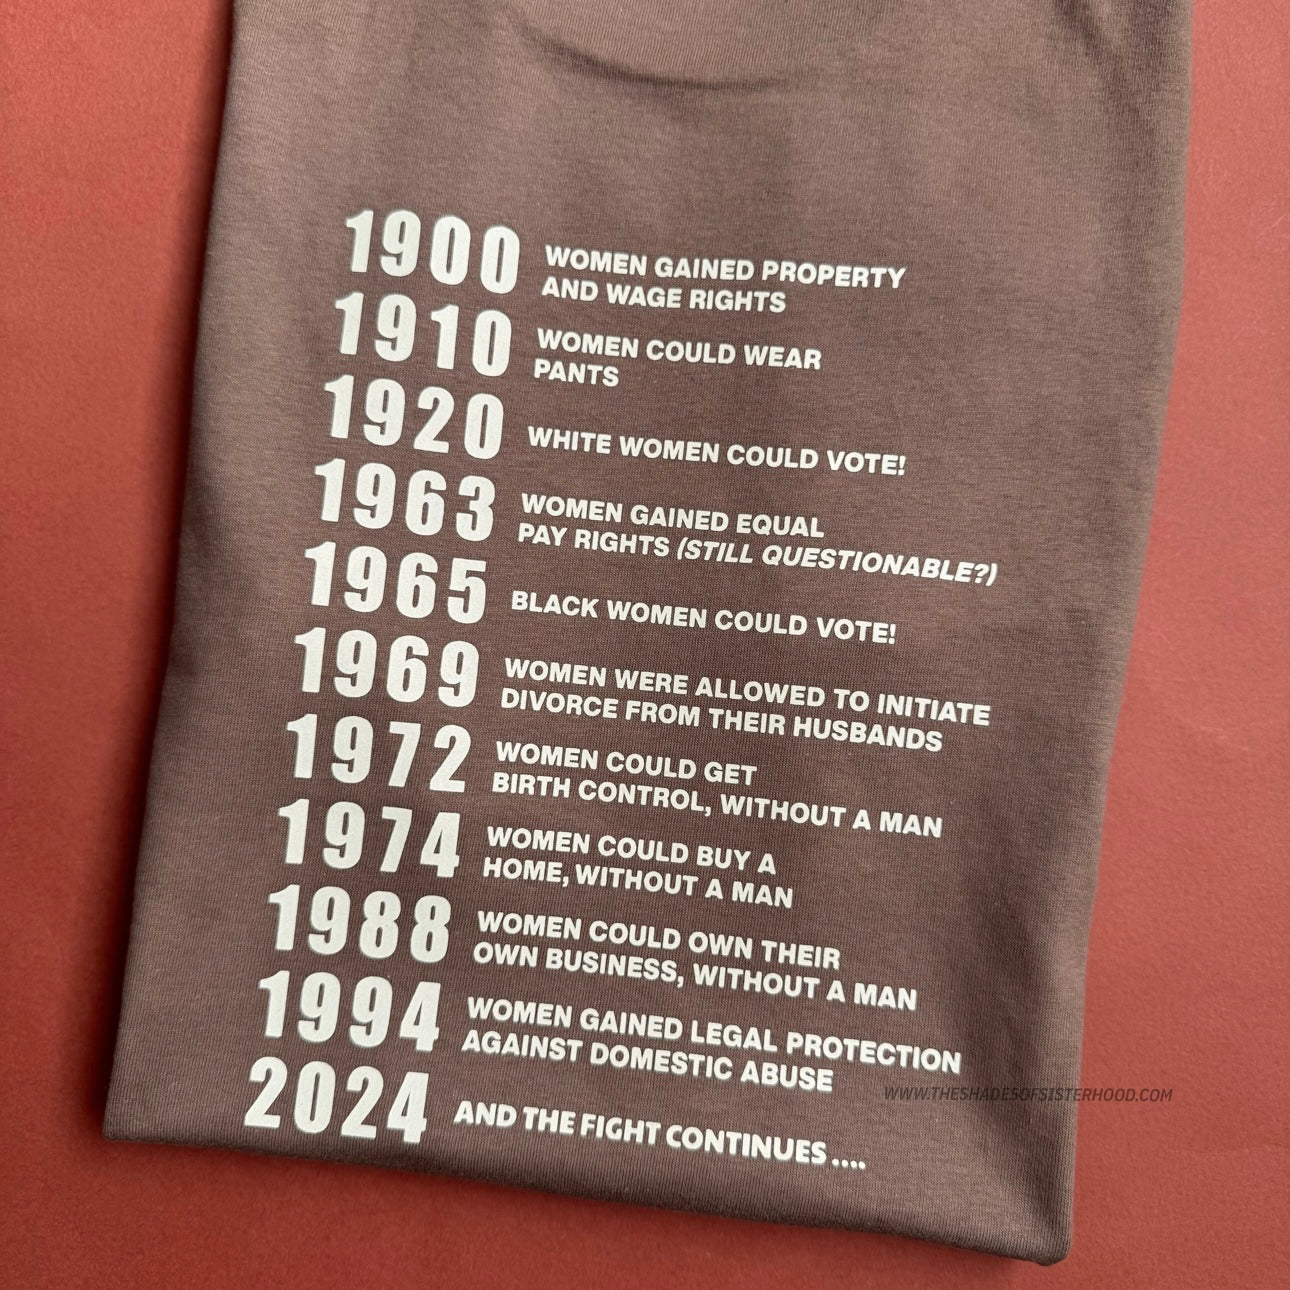 1900 WOMEN GAINED PROPERTY
AND WAGE RIGHTS
1910 WOMEN COULD WEAR
PANTS
1920 WHITE WOMEN COULD VOTE!
1963 WOMEN GAINED EQUAL
PAY RIGHTS (STILL QUESTIONABLE?)
1965 BLACK WOMEN COULD VOTE!
1969 WOMEN WERE ALLOWED TO INITIATE
DIVORCE FROM THEIR HUSBANDS
1972 WOMEN COULD GET
BIRTH CONTROL, WITHOUT A MAN
1974 WOMEN COULD BUY A
HOME, WITHOUT A MAN
1988 WOMEN COULD OWN THEIR
OWN BUSINESS, WITHOUT A MAN
1994 WOMEN GAINED LEGAL PROTECTION
AGAINST DOMESTIC ABUSE
WWW.THESHADESOFSISTERHOOD.COM
2024 AND THE FIGHT CONTINUES ....